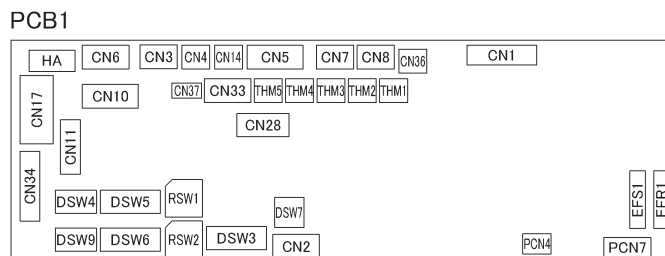 PCB1
HA CN6 CN3 CN4 CN14 CN5 CN7 CN8 CN36 CN1
CN17 CN10 CN37 CN33 THM5 THM4 THM3 THM2 THM1
CN11 CN28
CN34
DSW4 DSW5 RSW1 DSW7 EFS1 EFR1
DSW9 DSW6 RSW2 DSW3 CN2 PCN4 PCN7